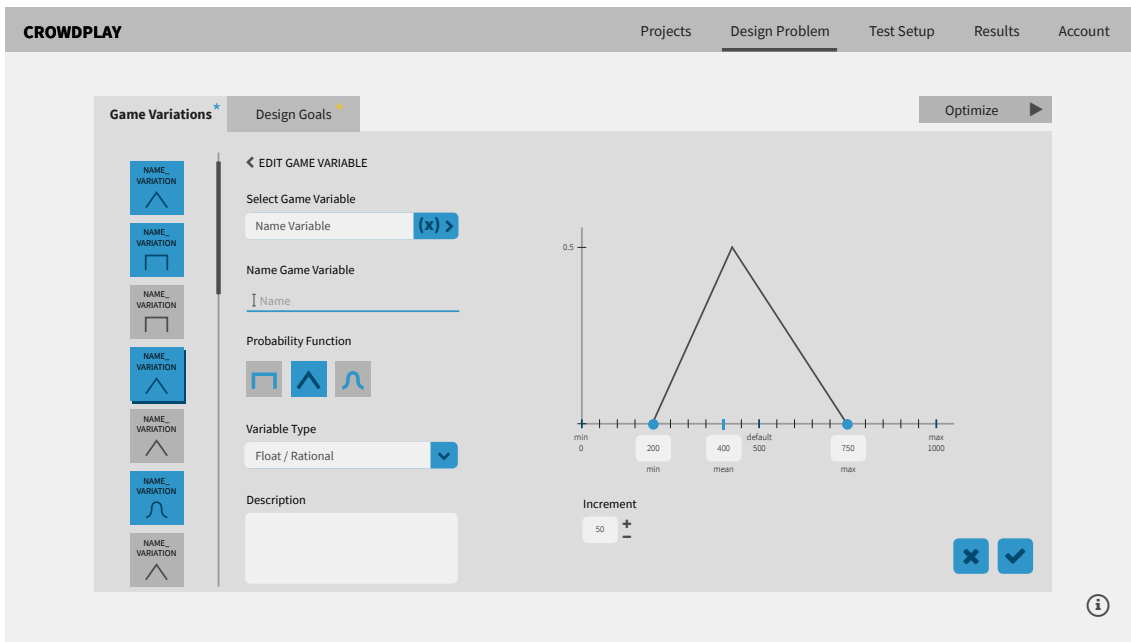 CROWDPLAY
Projects
Design Problem
Test Setup
Results
Account
Game Variations*
Design Goals
Optimize
NAME_
VARIATION
NAME_
VARIATION
NAME_
VARIATION
NAME_
VARIATION
NAME_
VARIATION
NAME_
VARIATION
NAME_
VARIATION
EDIT GAME VARIABLE
Select Game Variable
Name Variable
(x) >
Name Game Variable
Name
Probability Function
Variable Type
Float / Rational
Description
0.5
min
0
200
min
400
mean
default
500
750
max
max
1000
Increment
50
+
−
i